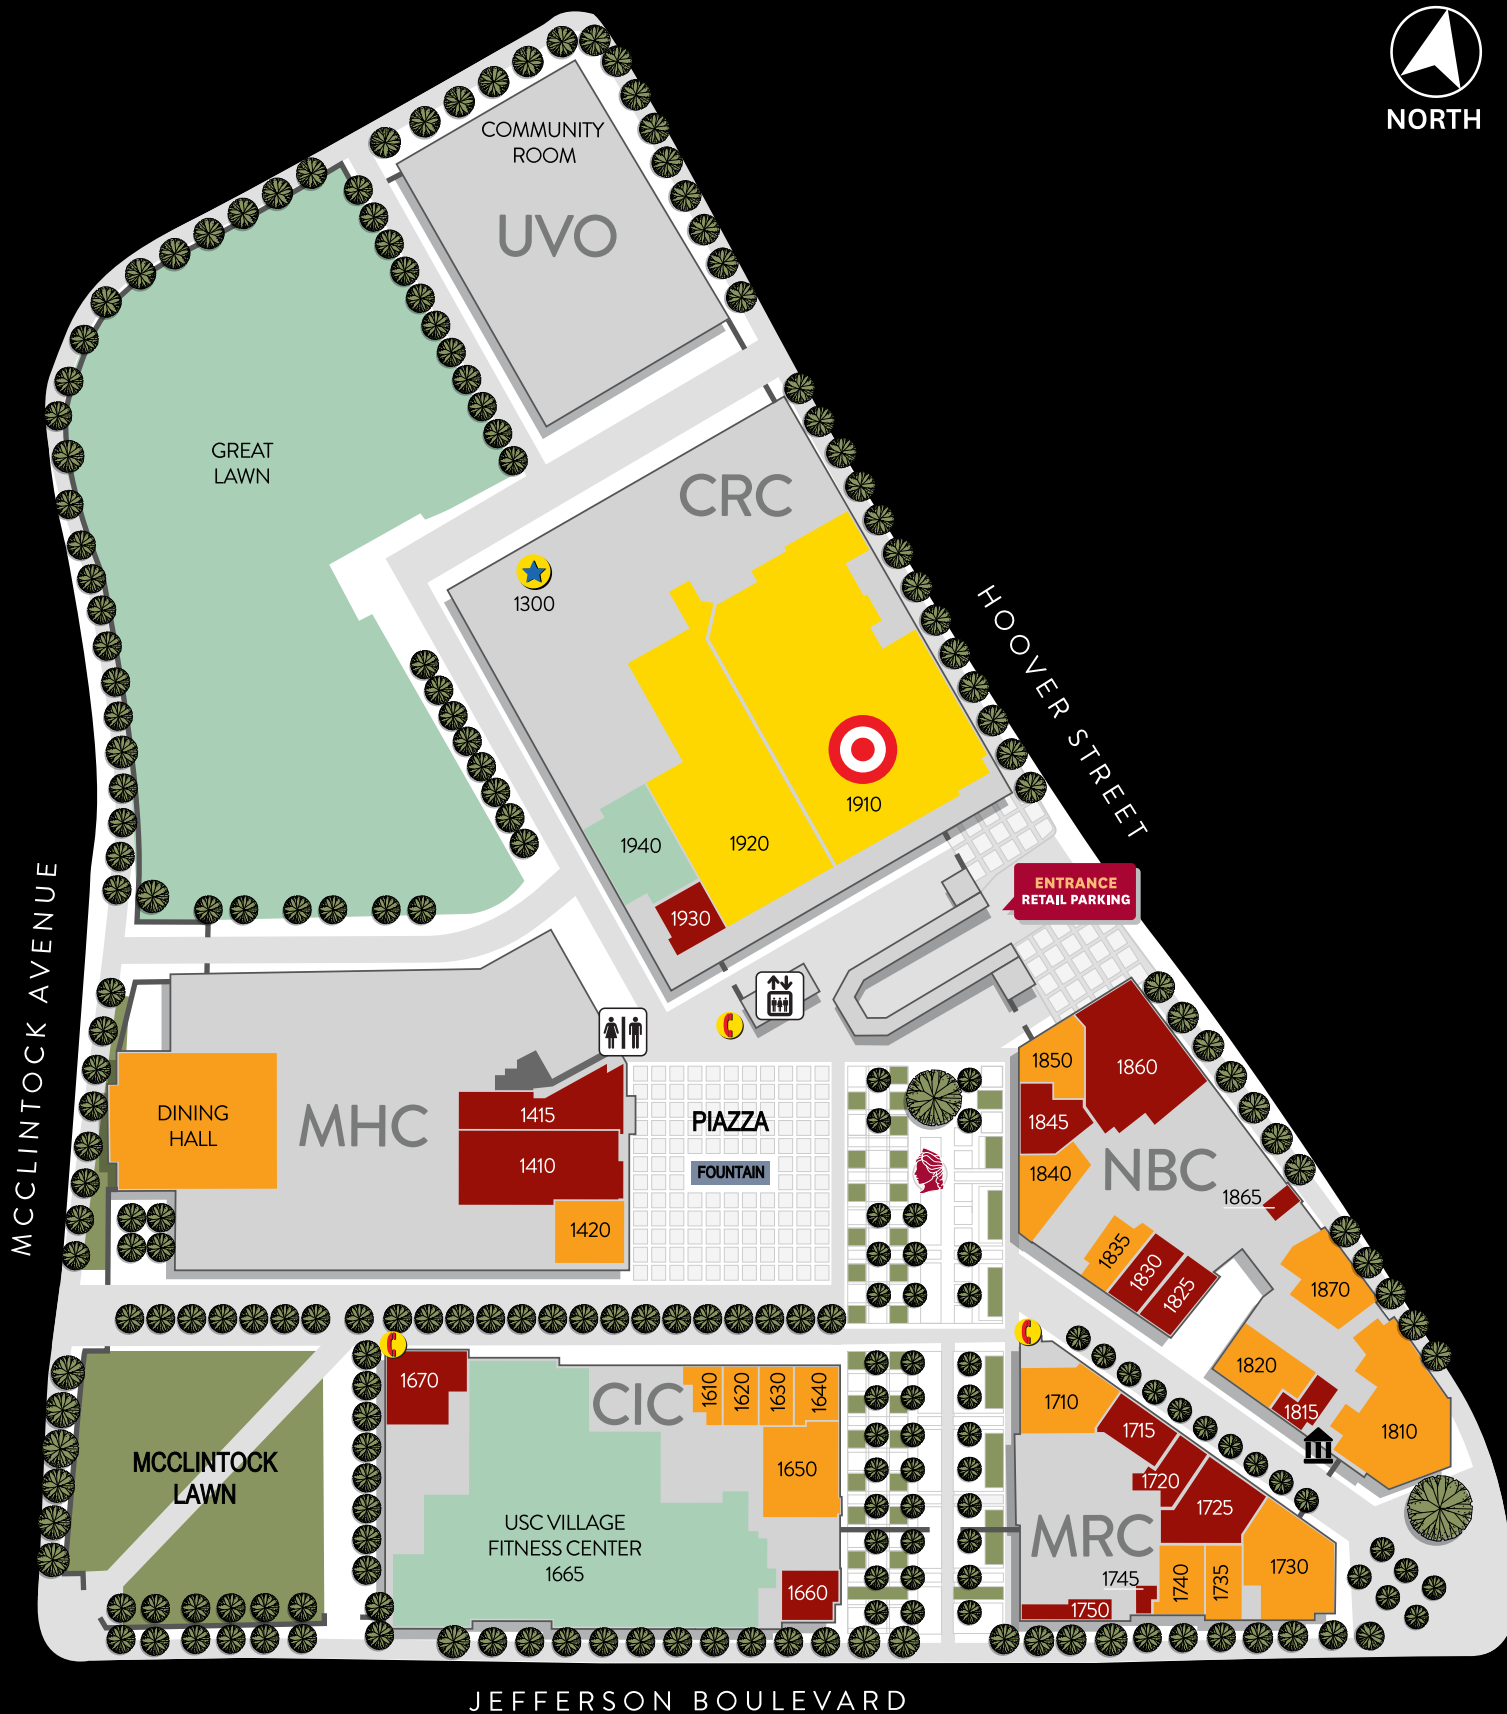 NORTH
COMMUNITY
ROOM
UVO
GREAT
LAWN
CRC
1300
HOOVER STREET
1910
1920
1940
1930
ENTRANCE
RETAIL PARKING
MCCLINTOCK AVENUE
DINING
HALL
MHC
1415
1410
1420
PIAZZA
FOUNTAIN
1850
1860
1845
1840
NBC
1865
1835
1830
1825
1870
1820
1815
1810
MCCLINTOCK
LAWN
1670
CIC
1610
1620
1630
1640
1650
USC VILLAGE
FITNESS CENTER
1665
1660
1710
1715
1720
1725
MRC
1730
1735
1740
1745
1750
JEFFERSON BOULEVARD